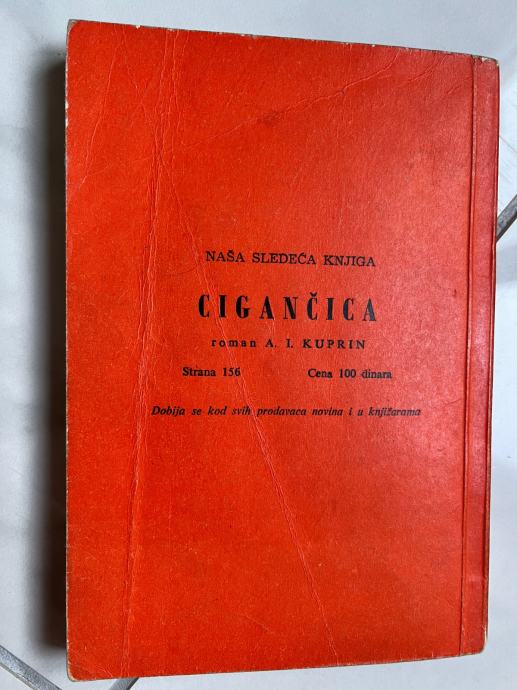 NAŠA SLEDEĆA KNJIGA
CIGANČICA
roman A. I. KUPRIN
Strana 156 Cena 100 dinara
Dobija se kod svih prodavaca novina i u knjižarama